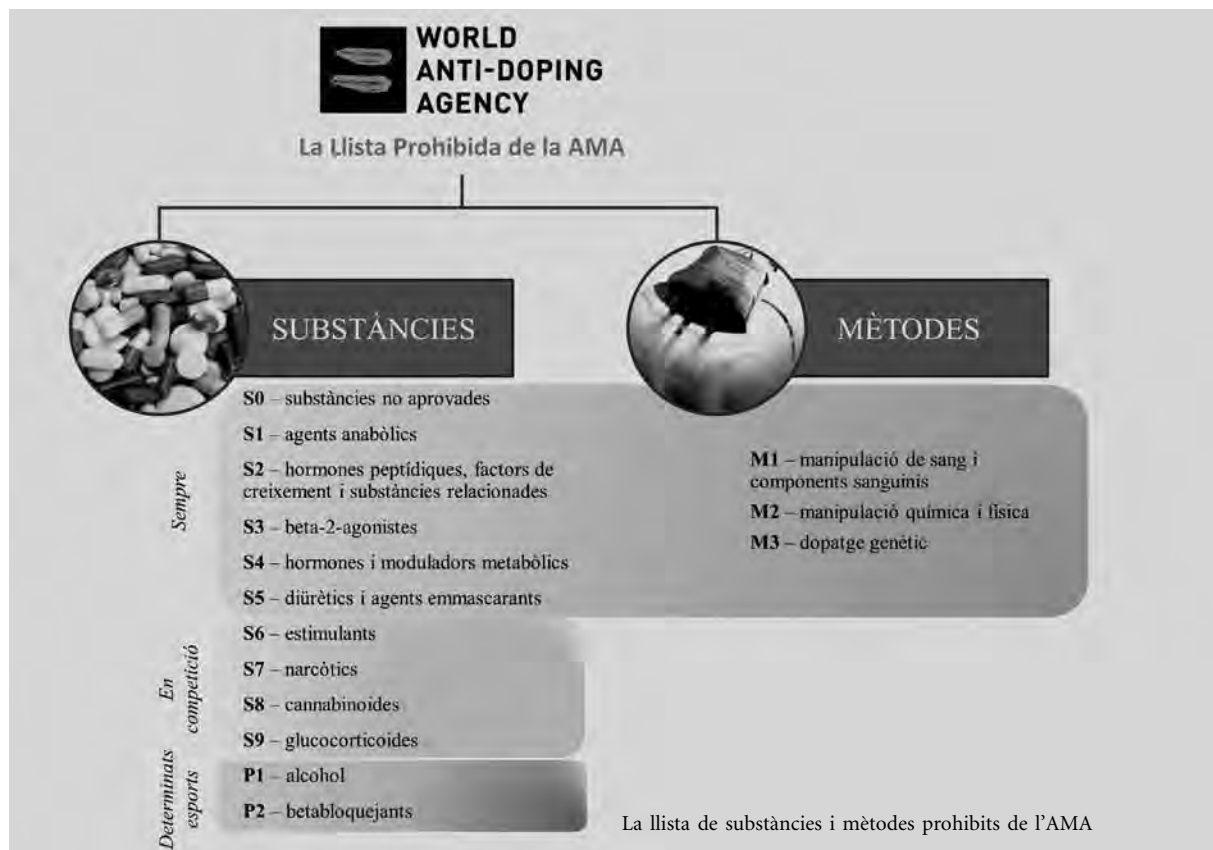 WORLD
ANTI-DOPING
AGENCY
La Llista Prohibida de la AMA
SUBSTÀNCIES
MÈTODES
Sempre
S0 – substàncies no aprovades
S1 – agents anabòlics
S2 – hormones peptídiques, factors de
creixement i substàncies relacionades
S3 – beta-2-agonistes
S4 – hormones i moduladors metabòlics
S5 – diürètics i agents emmascarants
M1 – manipulació de sang i
components sanguinis
M2 – manipulació química i física
M3 – dopatge genètic
En
competició
S6 – estimulants
S7 – narcòtics
S8 – cannabinoides
S9 – glucocorticoides
Determinats
esports
P1 – alcohol
P2 – betabloquejants
La llista de substàncies i mètodes prohibits de l'AMA